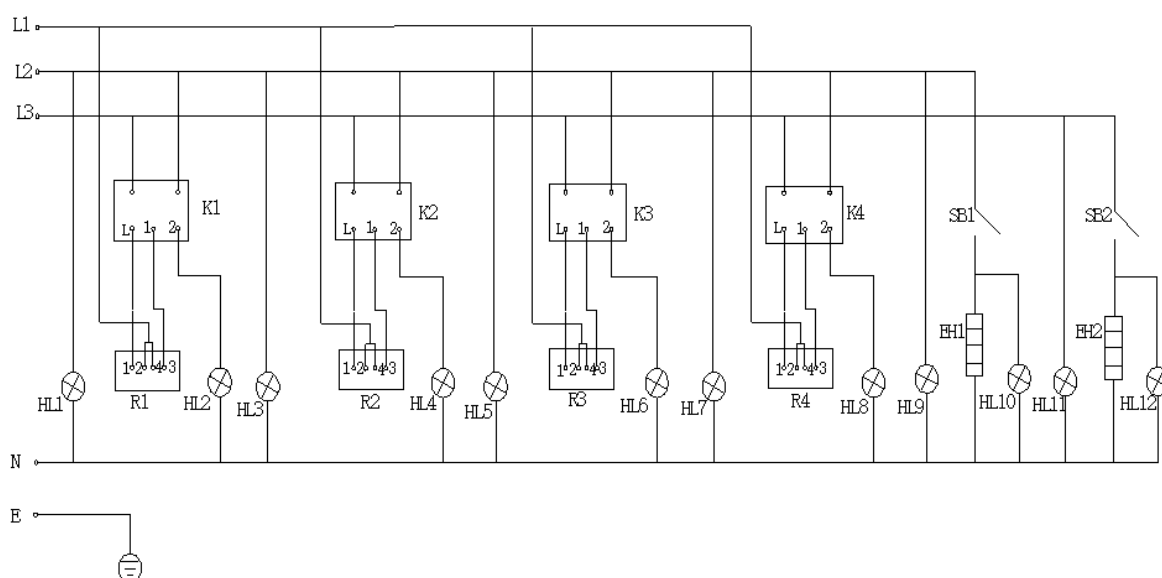 L1
L2
L3
K1
K2
K3
K4
SB1
SB2
L 1 2
L 1 2
L 1 2
L 1 2
EH1
EH2
1 2 4 3
1 2 4 3
1 2 4 3
1 2 4 3
HL1
R1
HL2
HL3
R2
HL4
HL5
R3
HL6
HL7
R4
HL8
HL9
HL10
HL11
HL12
N
E